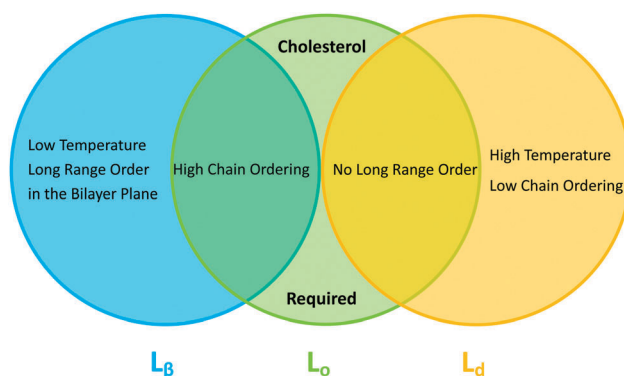 Cholesterol
Low Temperature
Long Range Order
in the Bilayer Plane
High Chain Ordering
No Long Range Order
High Temperature
Low Chain Ordering
Required
Lβ
Lo
Ld